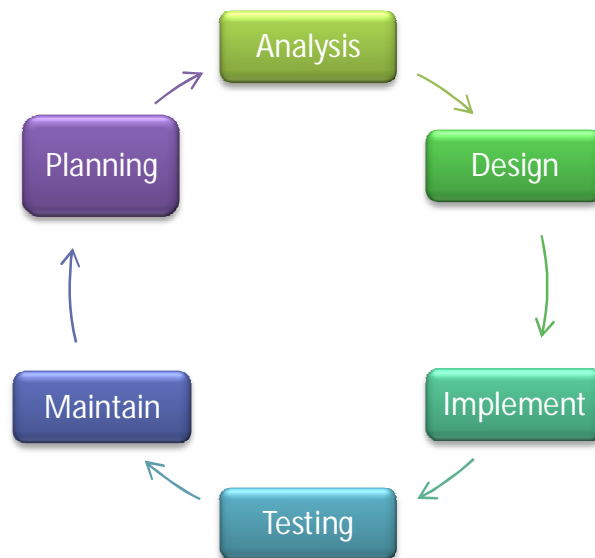 Analysis
Planning
Design
Maintain
Implement
Testing